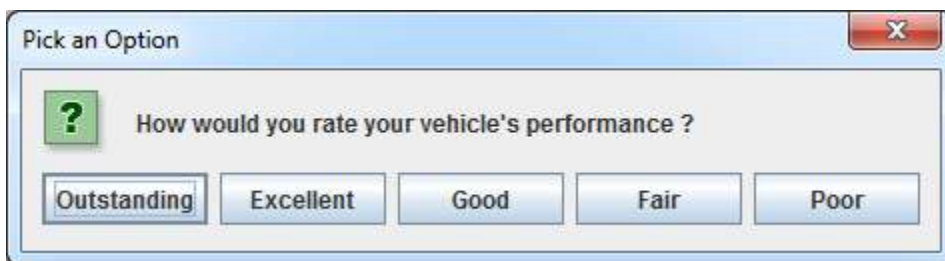 Pick an Option
How would you rate your vehicle's performance ?
Outstanding Excellent Good Fair Poor